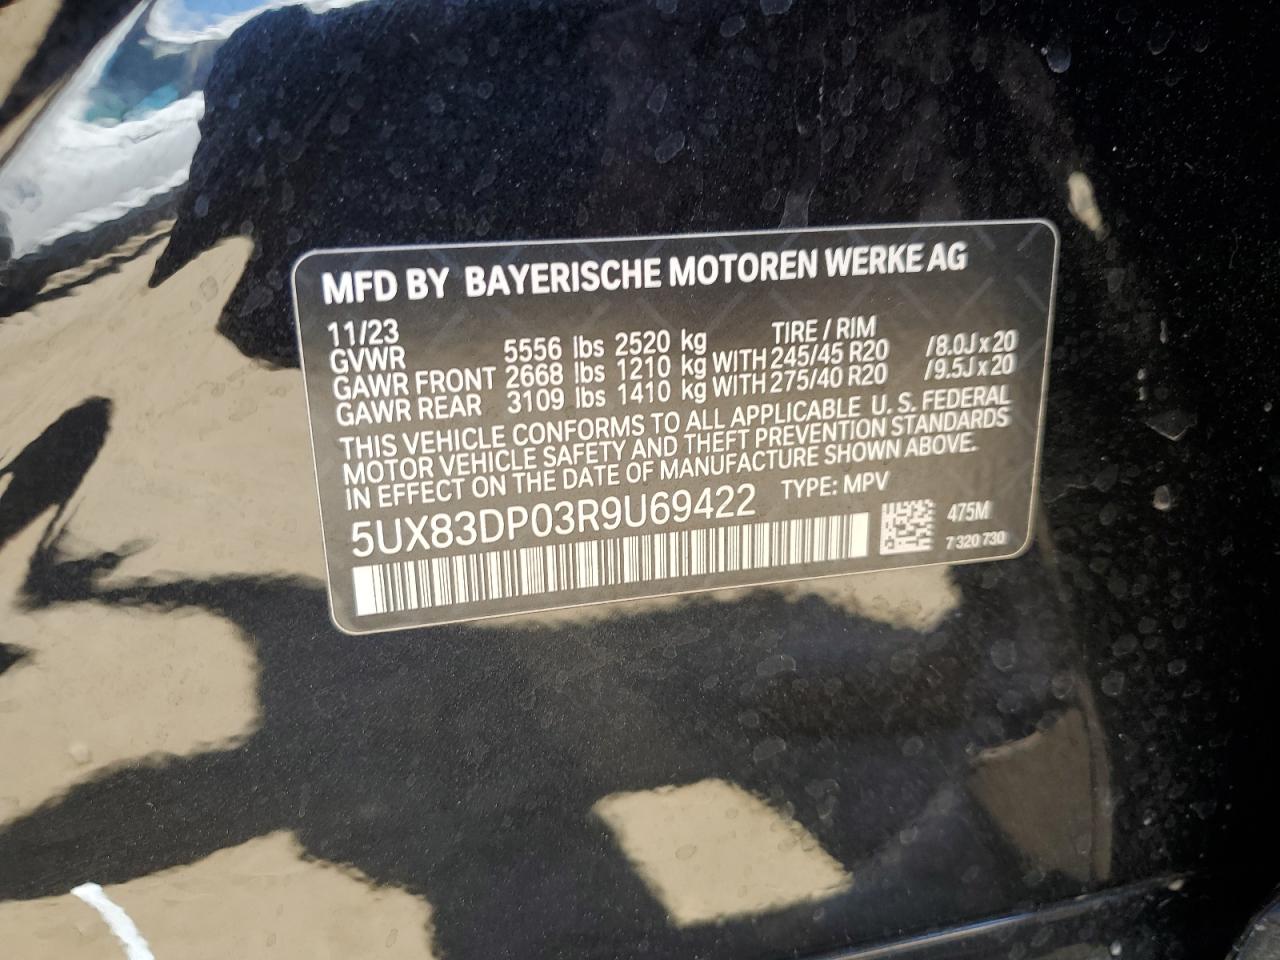 MFD BY BAYERISCHE MOTOREN WERKE AG
11/23 TIRE / RIM
GVWR 5556 lbs 2520 kg
GAWR FRONT 2668 lbs 1210 kg WITH 245/45 R20 /8.0J x 20
GAWR REAR 3109 lbs 1410 kg WITH 275/40 R20 /9.5J x 20
THIS VEHICLE CONFORMS TO ALL APPLICABLE U. S. FEDERAL
MOTOR VEHICLE SAFETY AND THEFT PREVENTION STANDARDS
IN EFFECT ON THE DATE OF MANUFACTURE SHOWN ABOVE.
5UX83DP03R9U69422 TYPE: MPV
475M
7 320 730